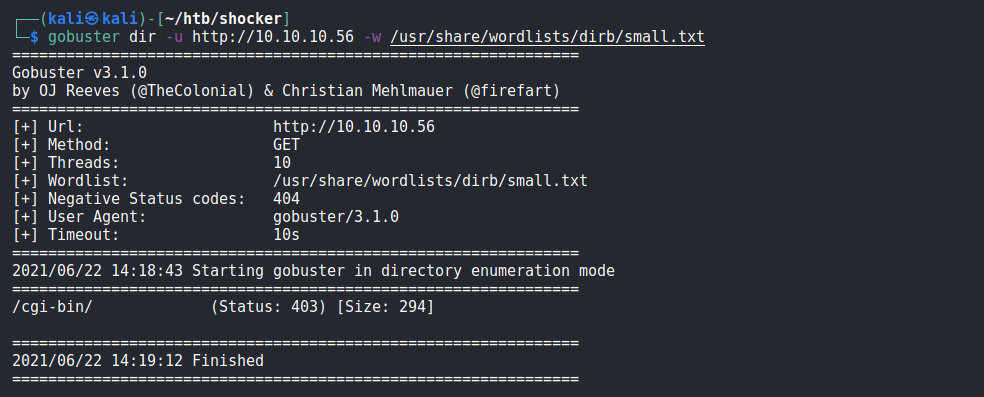 ┌──(kali㉿kali)-[~/htb/shocker]
└─$ gobuster dir -u http://10.10.10.56 -w /usr/share/wordlists/dirb/small.txt
===============================================================
Gobuster v3.1.0
by OJ Reeves (@TheColonial) & Christian Mehlmauer (@firefart)
===============================================================
[+] Url:                     http://10.10.10.56
[+] Method:                  GET
[+] Threads:                 10
[+] Wordlist:                /usr/share/wordlists/dirb/small.txt
[+] Negative Status codes:   404
[+] User Agent:              gobuster/3.1.0
[+] Timeout:                 10s
===============================================================
2021/06/22 14:18:43 Starting gobuster in directory enumeration mode
===============================================================
/cgi-bin/             (Status: 403) [Size: 294]
===============================================================
2021/06/22 14:19:12 Finished
===============================================================